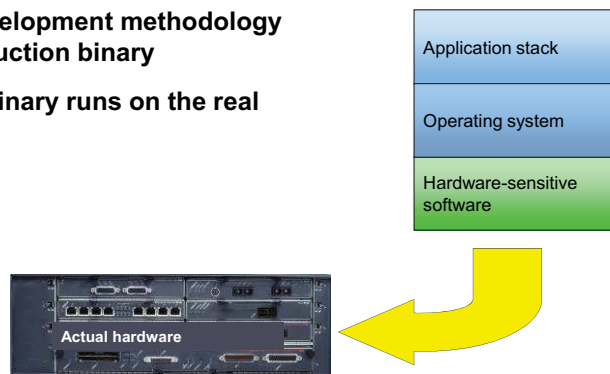 elopment methodology
uction binary
inary runs on the real
Application stack
Operating system
Hardware-sensitive
software
Actual hardware